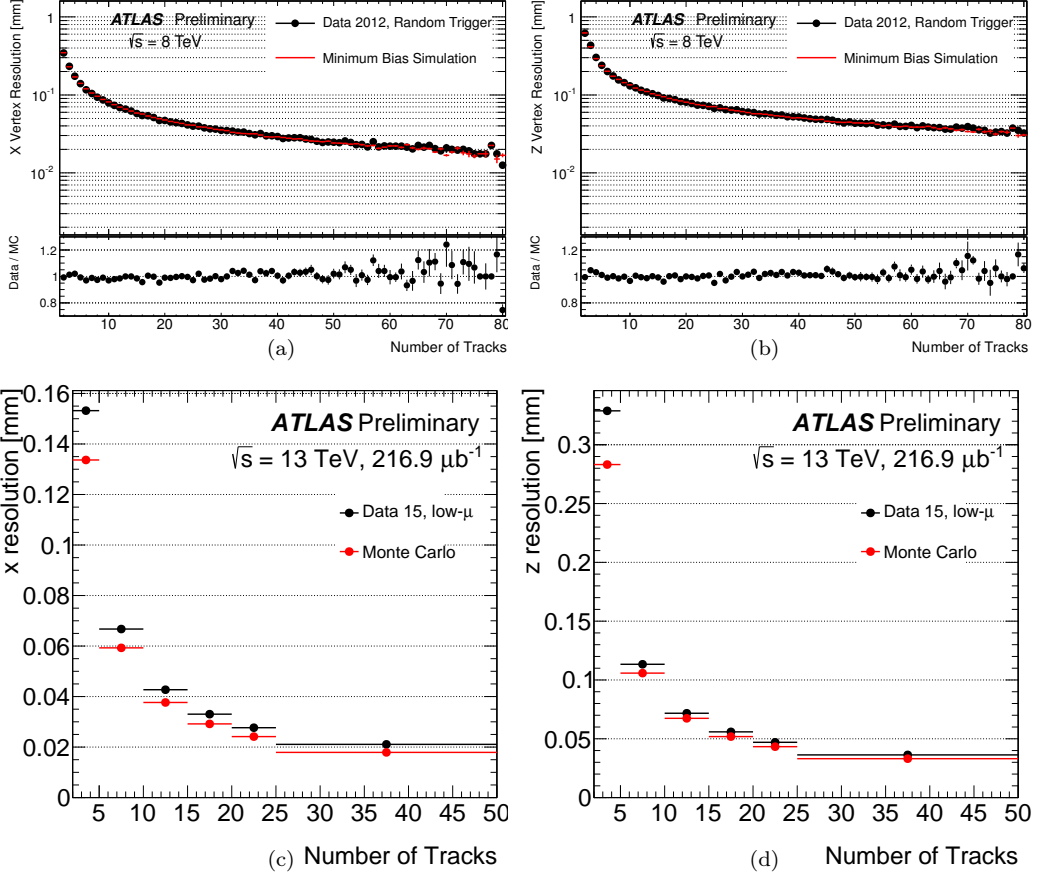 ATLAS Preliminary
√s = 8 TeV
Data 2012, Random Trigger
Minimum Bias Simulation
X Vertex Resolution [mm]
1
10⁻¹
10⁻²
Data / MC
1.2
1
0.8
10 20 30 40 50 60 70 80
Number of Tracks
(a)
ATLAS Preliminary
√s = 8 TeV
Data 2012, Random Trigger
Minimum Bias Simulation
Z Vertex Resolution [mm]
1
10⁻¹
10⁻²
Data / MC
1.2
1
0.8
10 20 30 40 50 60 70 80
Number of Tracks
(b)
ATLAS Preliminary
√s = 13 TeV, 216.9 μb⁻¹
Data 15, low-μ
Monte Carlo
x resolution [mm]
0.16
0.14
0.12
0.1
0.08
0.06
0.04
0.02
0
5 10 15 20 25 30 35 40 45 50
Number of Tracks
(c)
ATLAS Preliminary
√s = 13 TeV, 216.9 μb⁻¹
Data 15, low-μ
Monte Carlo
z resolution [mm]
0.3
0.25
0.2
0.15
0.1
0.05
0
5 10 15 20 25 30 35 40 45 50
Number of Tracks
(d)